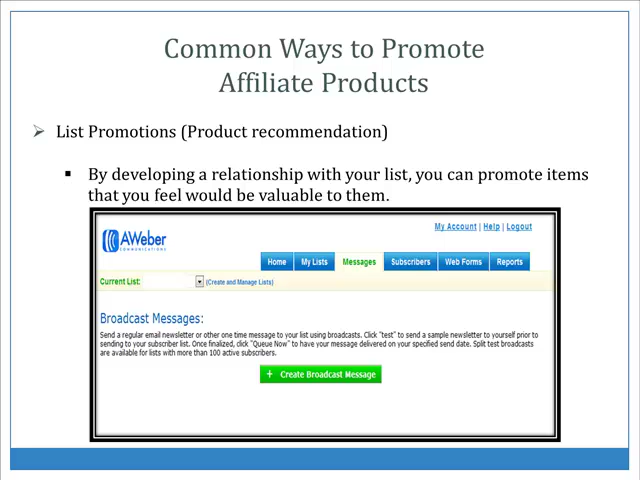 Common Ways to Promote
Affiliate Products
List Promotions (Product recommendation)
By developing a relationship with your list, you can promote items
that you feel would be valuable to them.
My Account | Help | Logout
AWeber
COMMUNICATIONS
Home My Lists Messages Subscribers Web Forms Reports
Current List: (Create and Manage Lists)
Broadcast Messages:
Send a regular email newsletter or other one time message to your list using broadcasts. Click "test" to send a sample newsletter to yourself prior to
sending to your subscriber list. Once finalized, click "Queue Now" to have your message delivered on your specified send date. Split test broadcasts
are available for lists with more than 100 active subscribers.
+ Create Broadcast Message